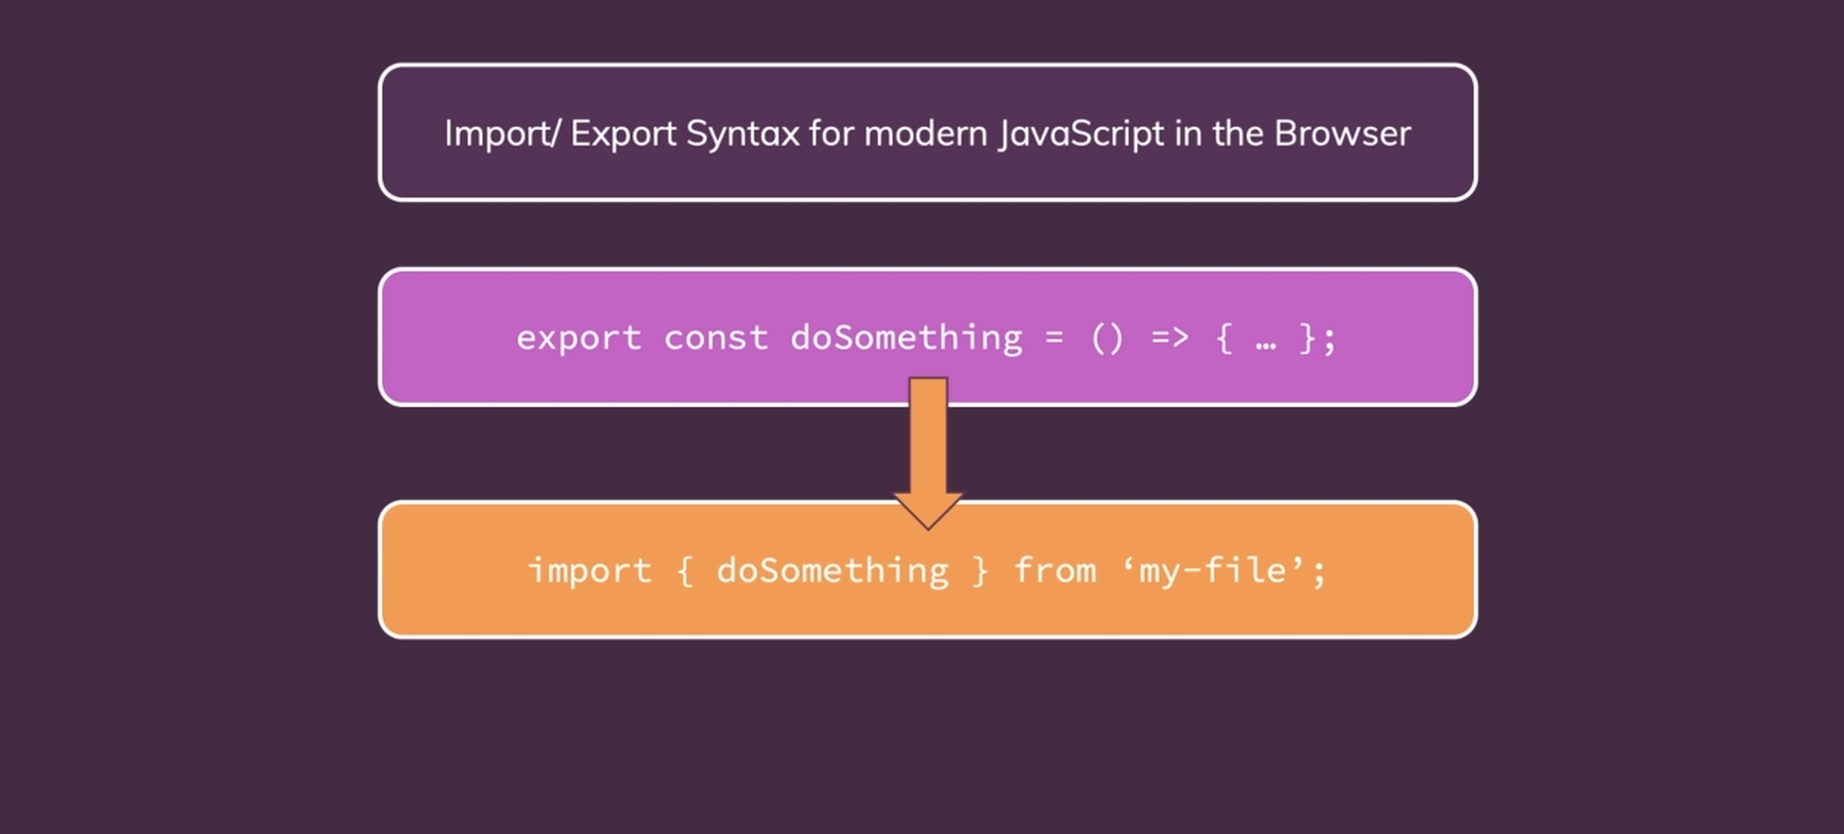 Import/ Export Syntax for modern JavaScript in the Browser
export const doSomething = () => { … };
import { doSomething } from ‘my-file’;